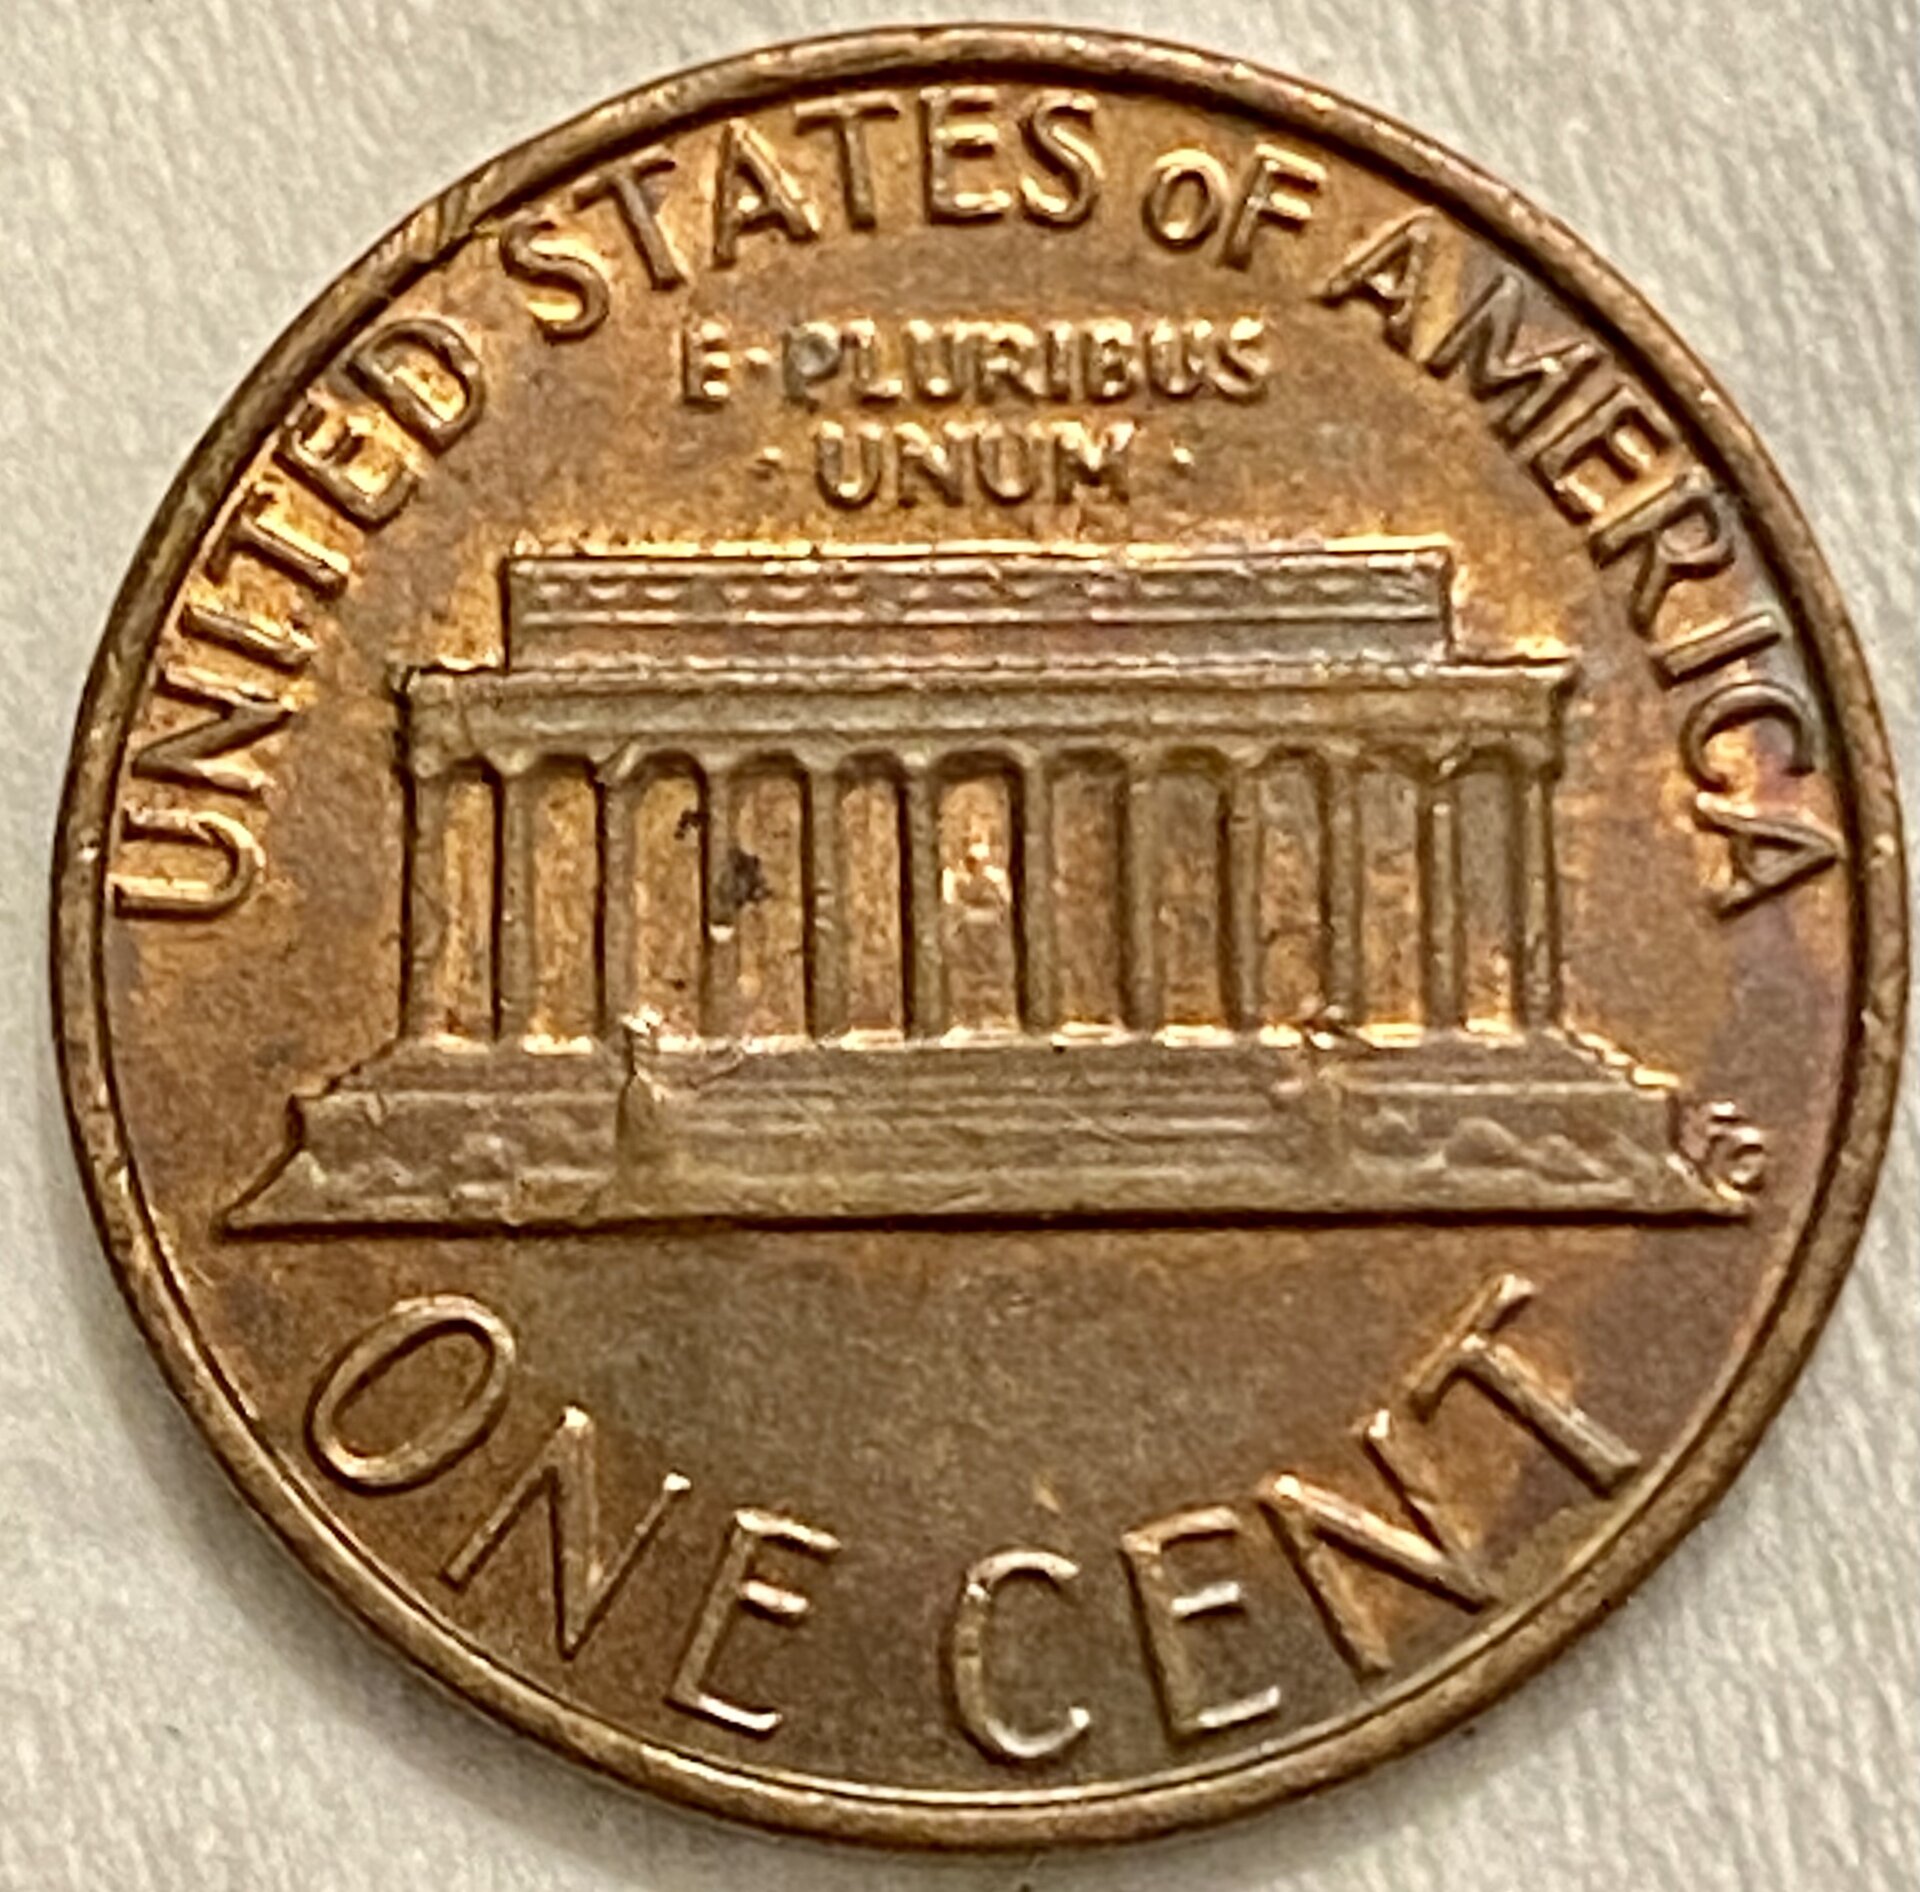 UNITED STATES OF AMERICA
E·PLURIBUS
·UNUM·
ONE CENT